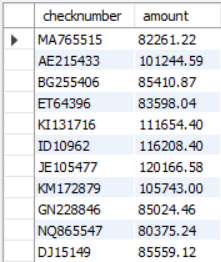 checknumber amount
MA765515 82261.22
AE215433 101244.59
BG255406 85410.87
ET64396 83598.04
KI131716 111654.40
ID10962 116208.40
JE105477 120166.58
KM172879 105743.00
GN228846 85024.46
NQ865547 80375.24
DJ15149 85559.12